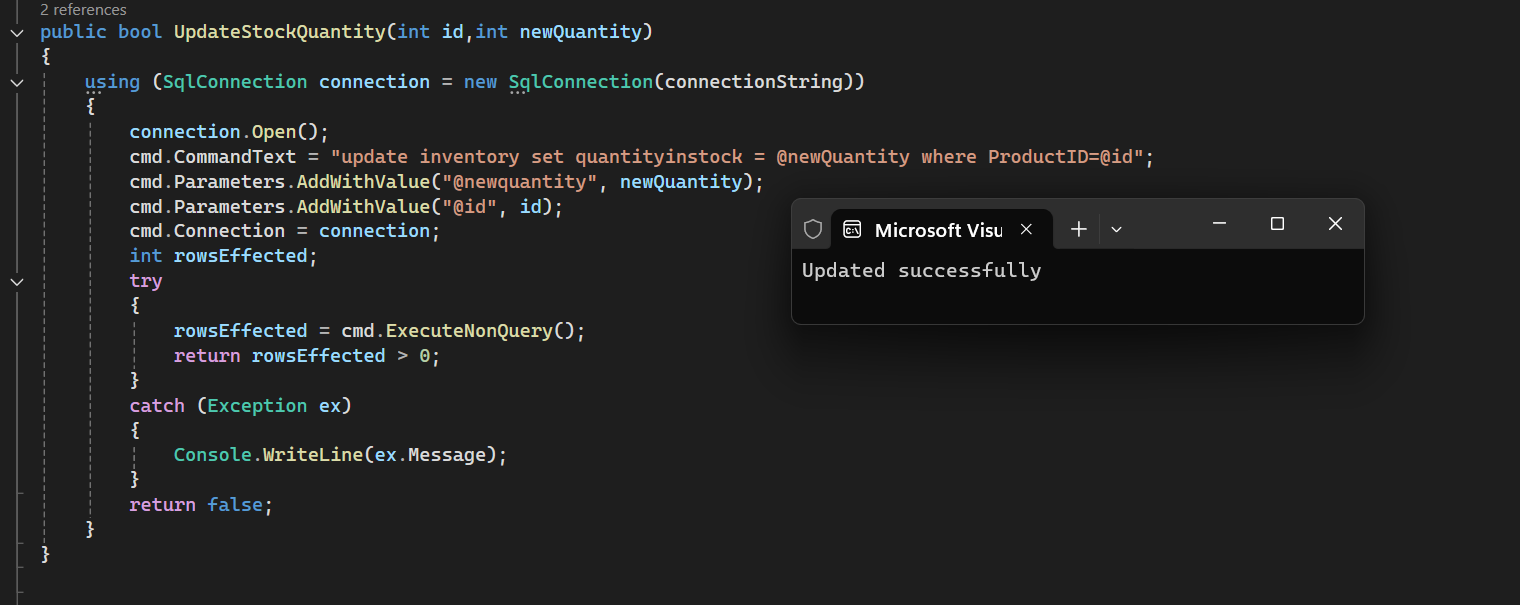 2 references
public bool UpdateStockQuantity(int id,int newQuantity)
{
using (SqlConnection connection = new SqlConnection(connectionString))
{
connection.Open();
cmd.CommandText = "update inventory set quantityinstock = @newQuantity where ProductID=@id";
cmd.Parameters.AddWithValue("@newquantity", newQuantity);
cmd.Parameters.AddWithValue("@id", id);
cmd.Connection = connection;
int rowsEffected;
try
{
rowsEffected = cmd.ExecuteNonQuery();
return rowsEffected > 0;
}
catch (Exception ex)
{
Console.WriteLine(ex.Message);
}
return false;
}
}
Microsoft Visu
Updated successfully